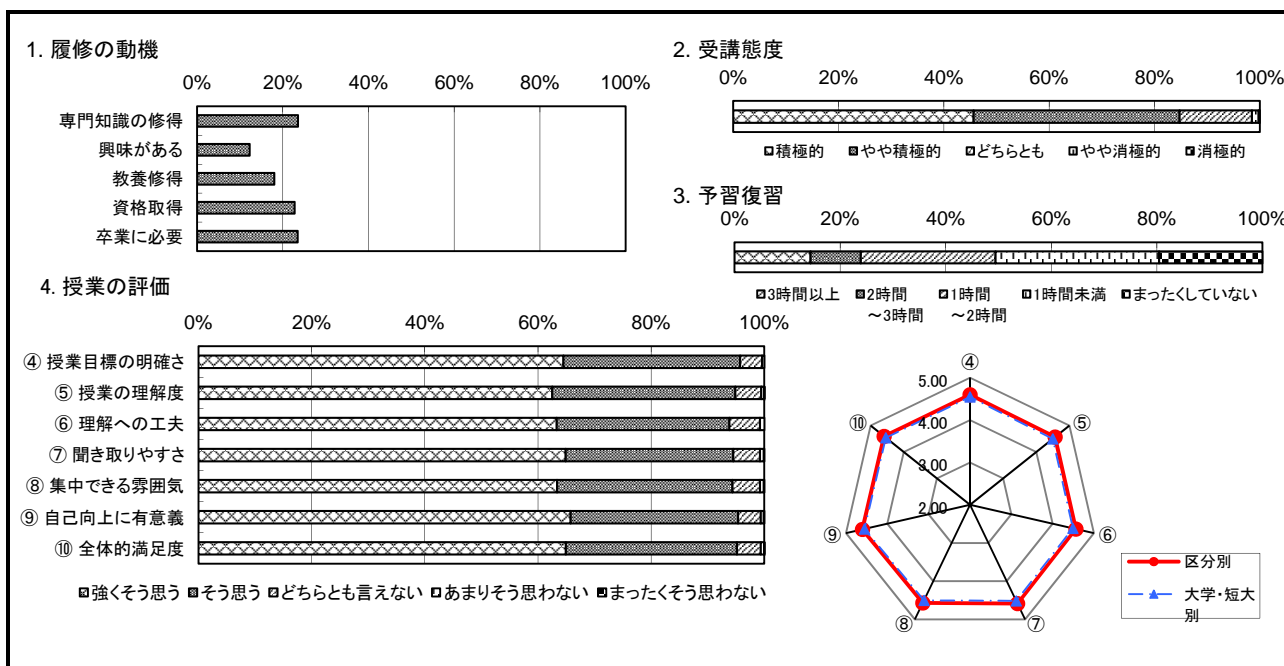 1. 履修の動機
0% 20% 40% 60% 80% 100%
専門知識の修得
興味がある
教養修得
資格取得
卒業に必要
2. 受講態度
0% 20% 40% 60% 80% 100%
積極的 やや積極的 どちらとも やや消極的 消極的
3. 予習復習
0% 20% 40% 60% 80% 100%
3時間以上 2時間 1時間 1時間未満 まったくしていない
～3時間 ～2時間
4. 授業の評価
0% 20% 40% 60% 80% 100%
④ 授業目標の明確さ
⑤ 授業の理解度
⑥ 理解への工夫
⑦ 聞き取りやすさ
⑧ 集中できる雰囲気
⑨ 自己向上に有意義
⑩ 全体的満足度
強くそう思う そう思う どちらとも言えない あまりそう思わない まったくそう思わない
④
5.00
⑩ ⑤
4.00
3.00
2.00
⑨ ⑥
⑧ ⑦
区分別
大学・短大
別